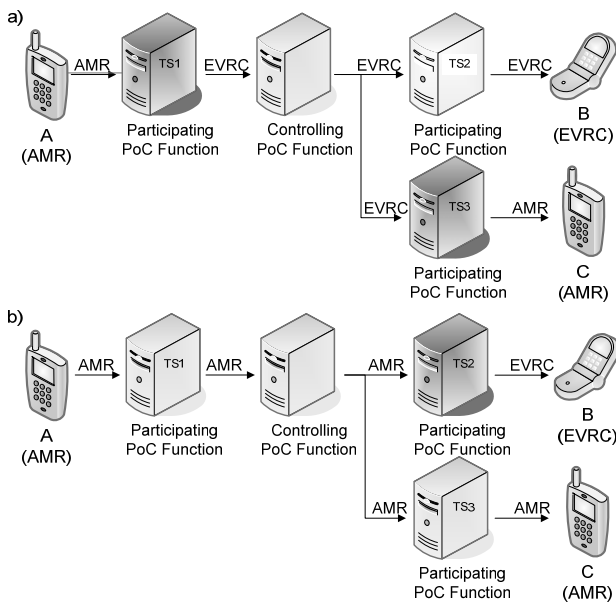 a)
AMR TS1 EVRC EVRC TS2 EVRC
A
(AMR)
Participating
PoC Function
Controlling
PoC Function
Participating
PoC Function
B
(EVRC)
EVRC TS3 AMR
Participating
PoC Function
C
(AMR)
b)
AMR TS1 AMR AMR TS2 EVRC
A
(AMR)
Participating
PoC Function
Controlling
PoC Function
Participating
PoC Function
B
(EVRC)
AMR TS3 AMR
Participating
PoC Function
C
(AMR)